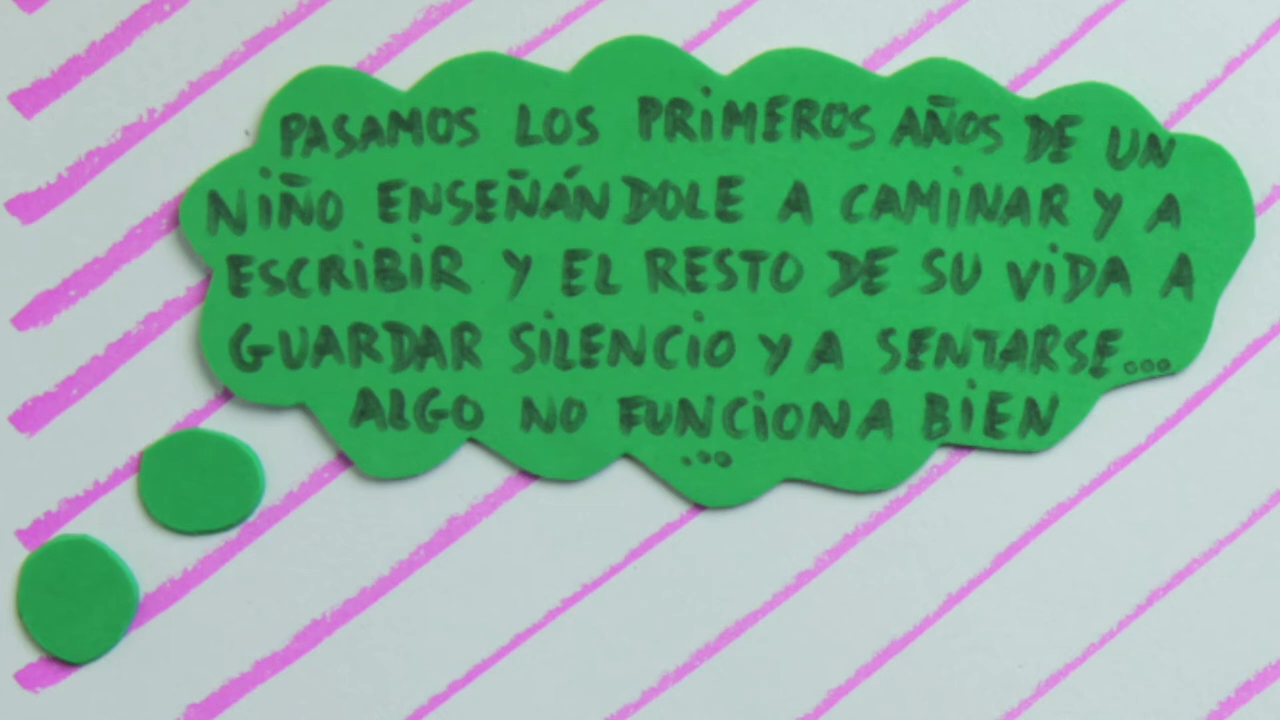 PASAMOS LOS PRIMEROS AÑOS DE UN
NIÑO ENSEÑÁNDOLE A CAMINAR Y A
ESCRIBIR Y EL RESTO DE SU VIDA A
GUARDAR SILENCIO Y A SENTARSE...
ALGO NO FUNCIONA BIEN
...